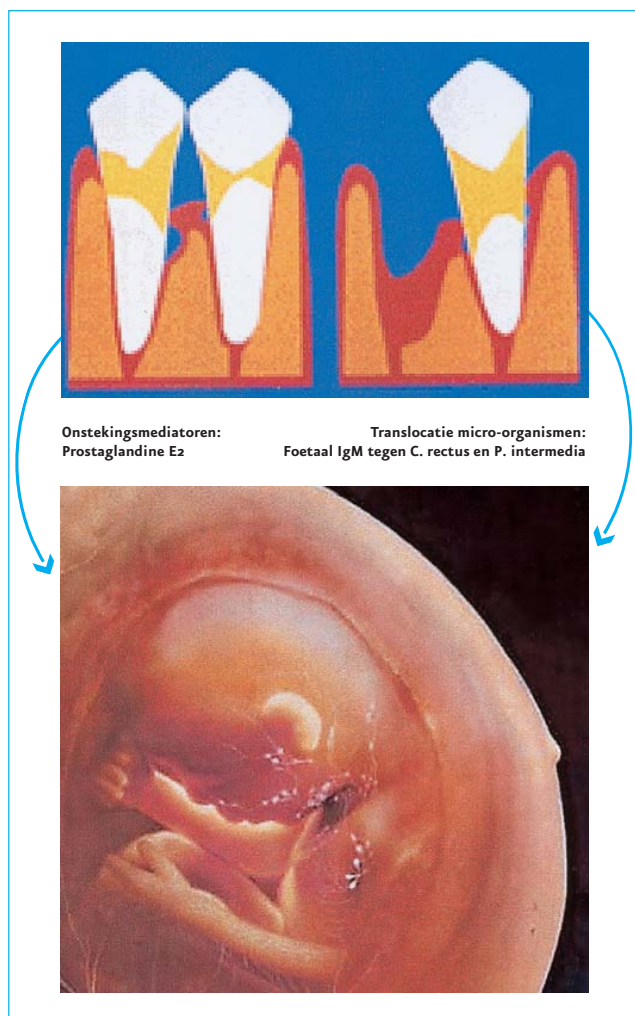 Onstekingsmediatoren:
Prostaglandine E2
Translocatie micro-organismen:
Foetaal IgM tegen C. rectus en P. intermedia